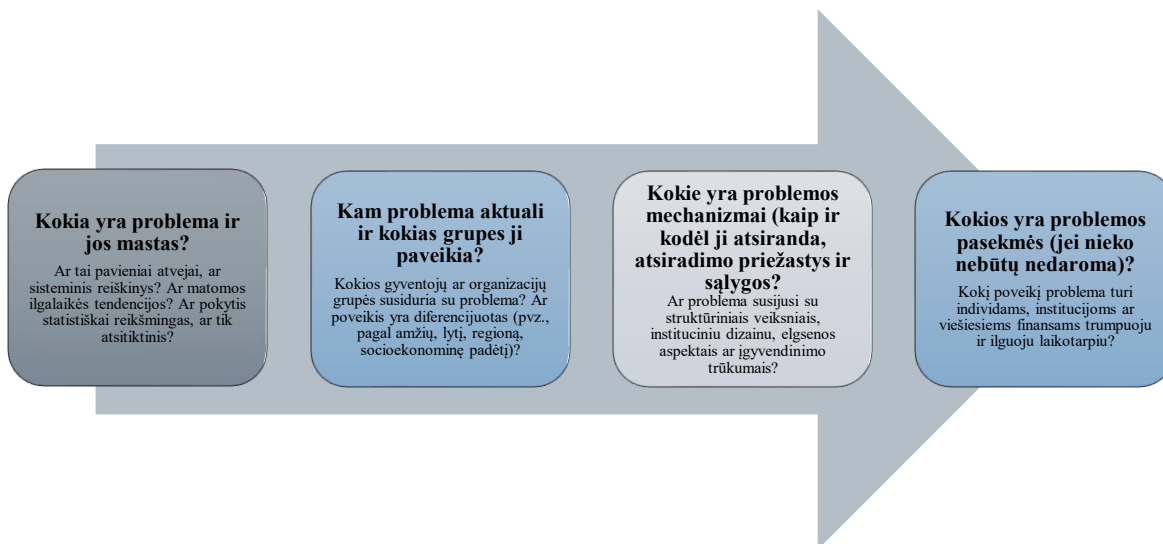 Kokia yra problema ir
jos mastas?
Ar tai pavieniai atvejai, ar
sisteminis reiškinys? Ar matomos
ilgalaikės tendencijos? Ar pokytis
statistiškai reikšmingas, ar tik
atsitiktinis?
Kam problema aktuali
ir kokias grupes ji
paveikia?
Kokios gyventojų ar organizacijų
grupės susiduria su problema? Ar
poveikis yra diferencijuotas (pvz.,
pagal amžių, lytį, regioną,
socioekonominę padėtį)?
Kokie yra problemos
mechanizmai (kaip ir
kodėl ji atsiranda,
atsiradimo priežastys ir
sąlygos?
Ar problema susijusi su
struktūriniais veiksniais,
instituciniu dizainu, elgsenos
aspektais ar įgyvendinimo
trūkumais?
Kokios yra problemos
pasekmės (jei nieko
nebūtų nedaroma)?
Kokį poveikį problema turi
individams, institucijoms ar
viešiesiems finansams trumpuoju
ir ilguoju laikotarpiu?